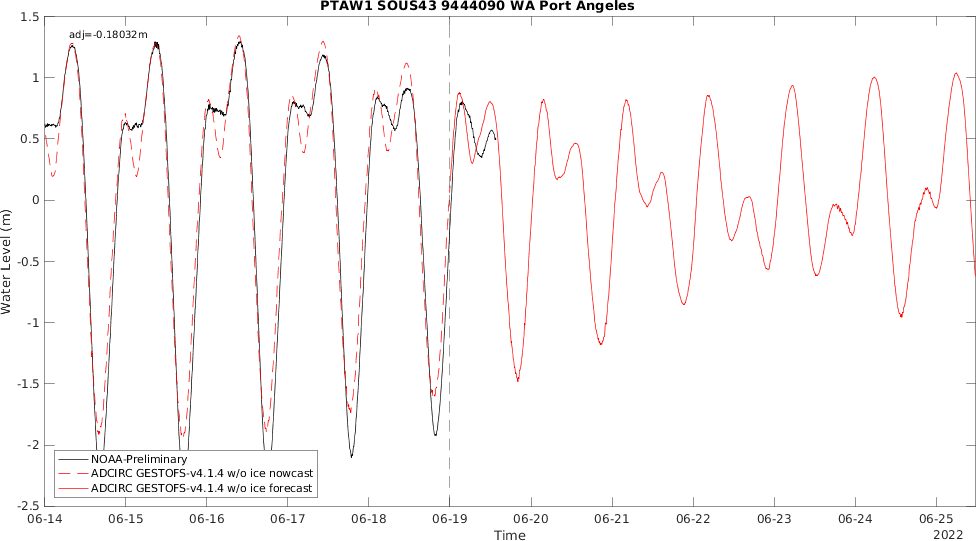 PTAW1 SOUS43 9444090 WA Port Angeles
adj=-0.18032m
1.5
1
0.5
0
-0.5
-1
-1.5
-2
-2.5
Water Level (m)
NOAA-Preliminary
ADCIRC GESTOFS-v4.1.4 w/o ice nowcast
ADCIRC GESTOFS-v4.1.4 w/o ice forecast
06-14 06-15 06-16 06-17 06-18 06-19 06-20 06-21 06-22 06-23 06-24 06-25
Time
2022